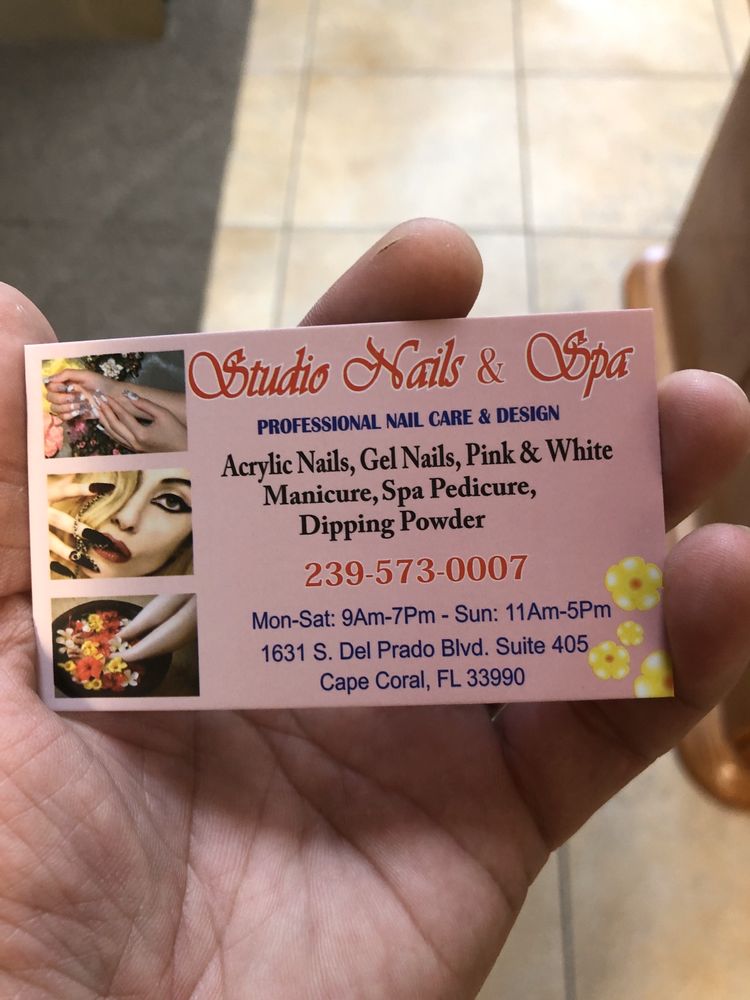 Studio Nails & Spa
PROFESSIONAL NAIL CARE & DESIGN
Acrylic Nails, Gel Nails, Pink & White
Manicure, Spa Pedicure,
Dipping Powder
239-573-0007
Mon-Sat: 9Am-7Pm - Sun: 11Am-5Pm
1631 S. Del Prado Blvd. Suite 405
Cape Coral, FL 33990